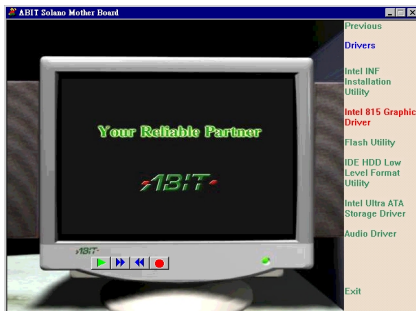 ABIT Solano Mother Board
Previous
Drivers
Intel INF
Installation
Utility
Intel 815 Graphic
Driver
Flash Utility
IDE HDD Low
Level Format
Utility
Intel Ultra ATA
Storage Driver
Audio Driver
Exit
Your Reliable Partner
ABIT
ABIT